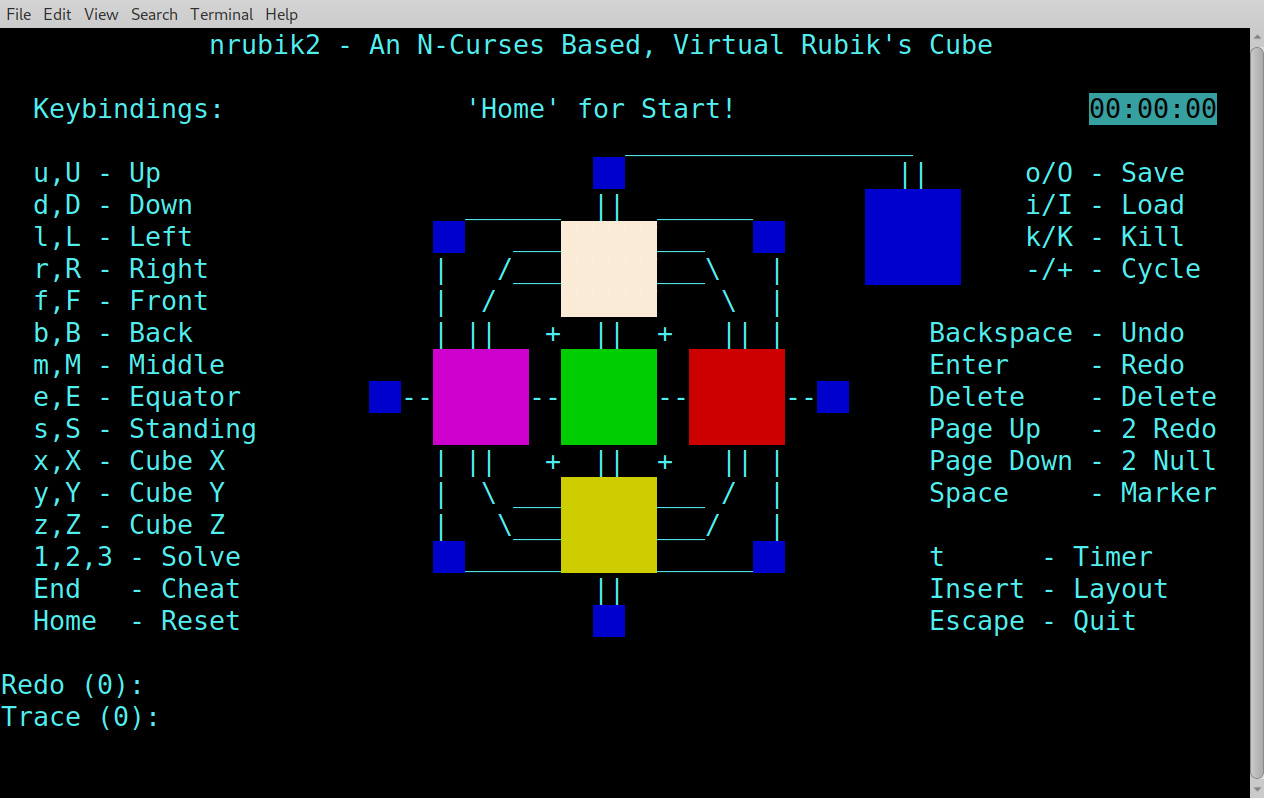 File Edit View Search Terminal Help
nrubik2 - An N-Curses Based, Virtual Rubik's Cube
Keybindings: 'Home' for Start! 00:00:00
u,U - Up o/O - Save
d,D - Down i/I - Load
l,L - Left k/K - Kill
r,R - Right -/+ - Cycle
f,F - Front
b,B - Back Backspace - Undo
m,M - Middle Enter - Redo
e,E - Equator Delete - Delete
s,S - Standing Page Up - 2 Redo
x,X - Cube X Page Down - 2 Null
y,Y - Cube Y Space - Marker
z,Z - Cube Z
1,2,3 - Solve t - Timer
End - Cheat Insert - Layout
Home - Reset Escape - Quit
Redo (0):
Trace (0):